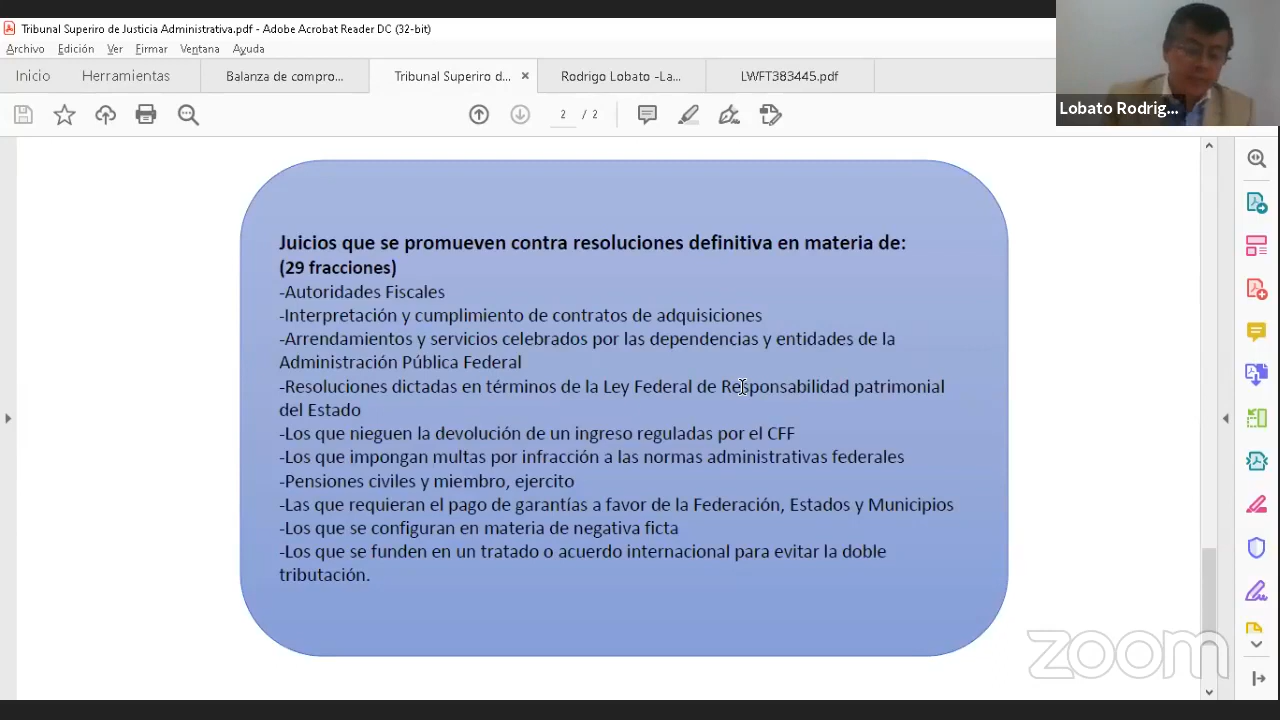 Tribunal Superiro de Justicia Administrativa.pdf - Adobe Acrobat Reader DC (32-bit)
Archivo Edición Ver Firmar Ventana Ayuda
Inicio Herramientas Balanza de compro... Tribunal Superiro d... × Rodrigo Lobato -La... LWFT383445.pdf
2 / 2
Lobato Rodrig...
Juicios que se promueven contra resoluciones definitiva en materia de:
(29 fracciones)
-Autoridades Fiscales
-Interpretación y cumplimiento de contratos de adquisiciones
-Arrendamientos y servicios celebrados por las dependencias y entidades de la
Administración Pública Federal
-Resoluciones dictadas en términos de la Ley Federal de Responsabilidad patrimonial
del Estado
-Los que nieguen la devolución de un ingreso reguladas por el CFF
-Los que impongan multas por infracción a las normas administrativas federales
-Pensiones civiles y miembro, ejercito
-Las que requieran el pago de garantías a favor de la Federación, Estados y Municipios
-Los que se configuran en materia de negativa ficta
-Los que se funden en un tratado o acuerdo internacional para evitar la doble
tributación.
zoom